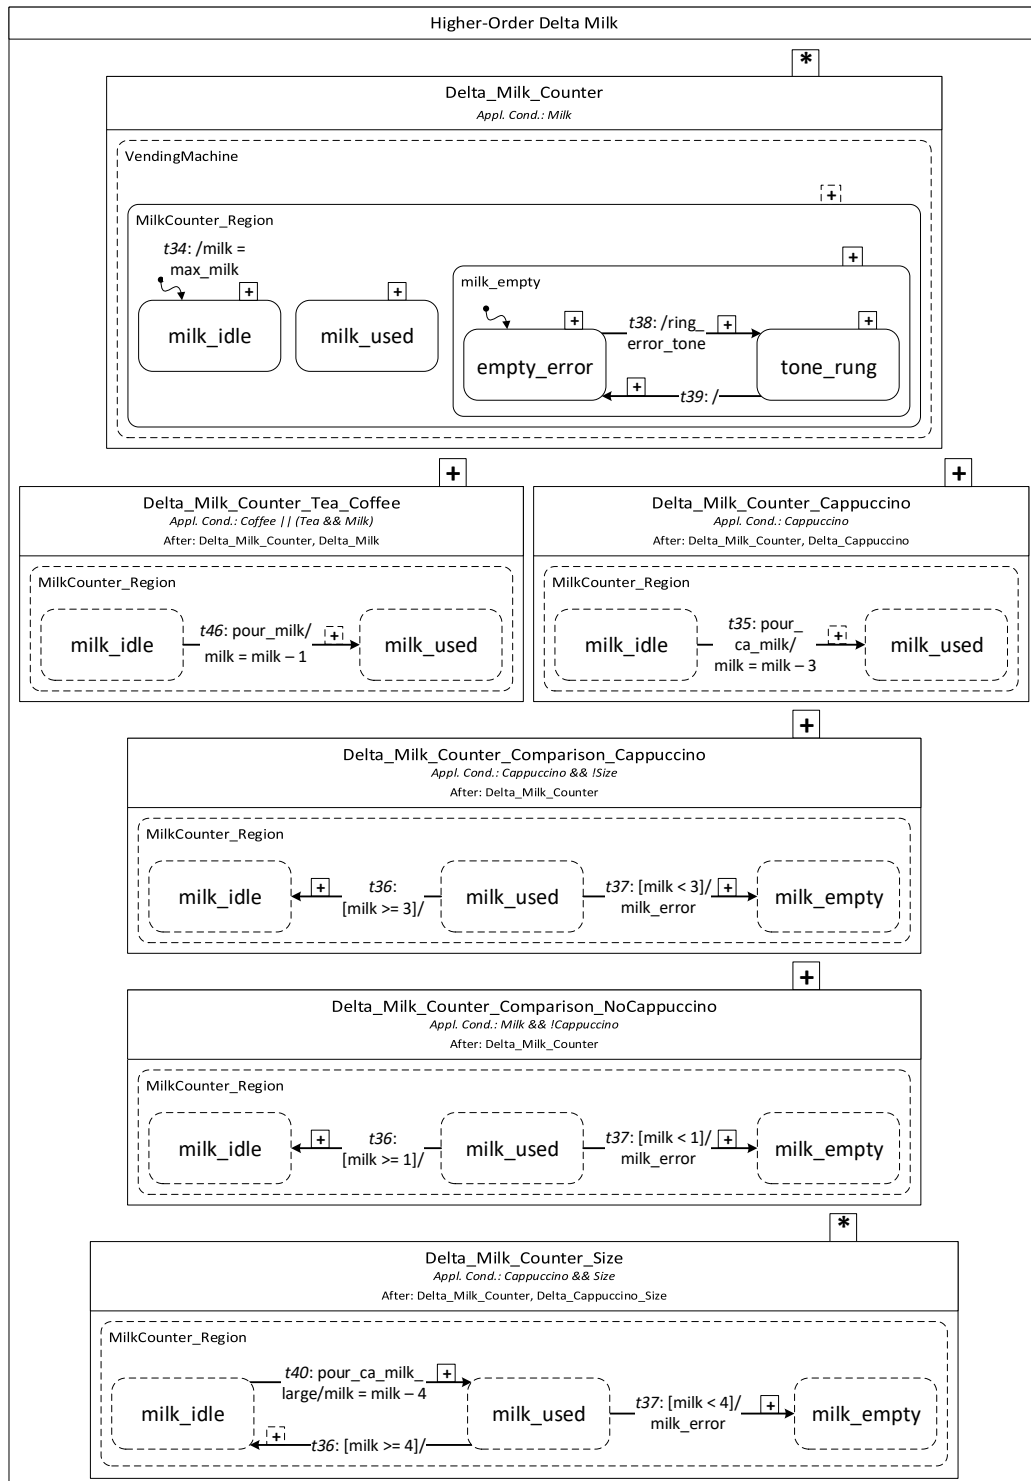 Higher-Order Delta Milk
*
Delta_Milk_Counter
Appl. Cond.: Milk
VendingMachine
+
MilkCounter_Region
t34: /milk =
max_milk
+
milk_idle
+
milk_used
+
milk_empty
+
empty_error
t38: /ring_
error_tone
+
+
tone_rung
+
t39: /
+
Delta_Milk_Counter_Tea_Coffee
Appl. Cond.: Coffee || (Tea && Milk)
After: Delta_Milk_Counter, Delta_Milk
MilkCounter_Region
milk_idle
t46: pour_milk/
milk = milk – 1
+
milk_used
+
Delta_Milk_Counter_Cappuccino
Appl. Cond.: Cappuccino
After: Delta_Milk_Counter, Delta_Cappuccino
MilkCounter_Region
milk_idle
t35: pour_
ca_milk/
milk = milk – 3
+
milk_used
+
Delta_Milk_Counter_Comparison_Cappuccino
Appl. Cond.: Cappuccino && !Size
After: Delta_Milk_Counter
MilkCounter_Region
milk_idle
+
t36:
[milk >= 3]/
milk_used
t37: [milk < 3]/
milk_error
+
milk_empty
+
Delta_Milk_Counter_Comparison_NoCappuccino
Appl. Cond.: Milk && !Cappuccino
After: Delta_Milk_Counter
MilkCounter_Region
milk_idle
+
t36:
[milk >= 1]/
milk_used
t37: [milk < 1]/
milk_error
+
milk_empty
*
Delta_Milk_Counter_Size
Appl. Cond.: Cappuccino && Size
After: Delta_Milk_Counter, Delta_Cappuccino_Size
MilkCounter_Region
milk_idle
t40: pour_ca_milk_
large/milk = milk – 4
+
+
t36: [milk >= 4]/
milk_used
t37: [milk < 4]/
milk_error
+
milk_empty